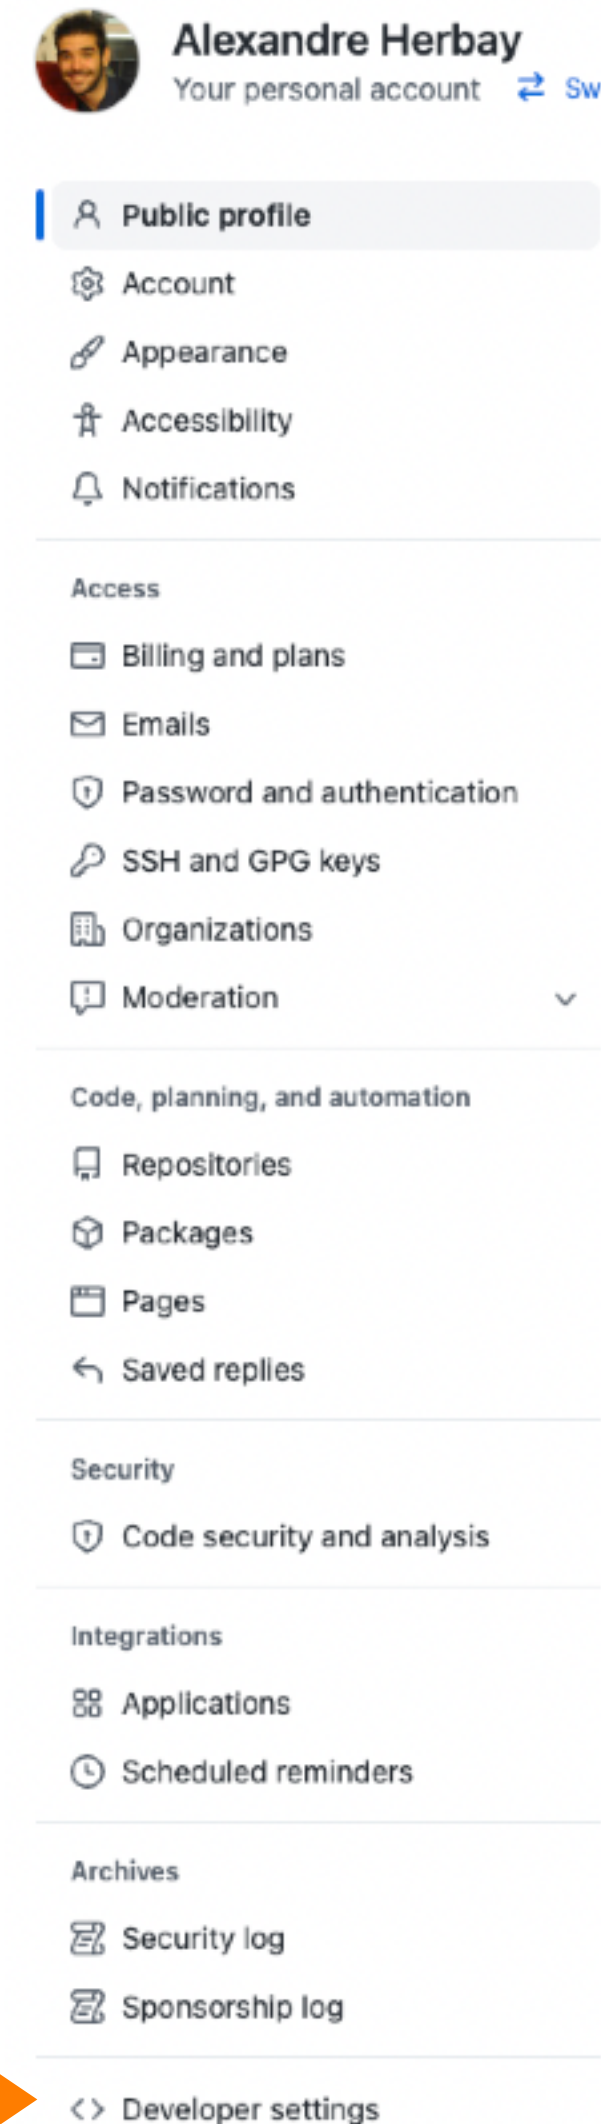 Alexandre Herbay
Your personal account Sw
Public profile
Account
Appearance
Accessibility
Notifications
Access
Billing and plans
Emails
Password and authentication
SSH and GPG keys
Organizations
Moderation
Code, planning, and automation
Repositories
Packages
Pages
Saved replies
Security
Code security and analysis
Integrations
Applications
Scheduled reminders
Archives
Security log
Sponsorship log
Developer settings